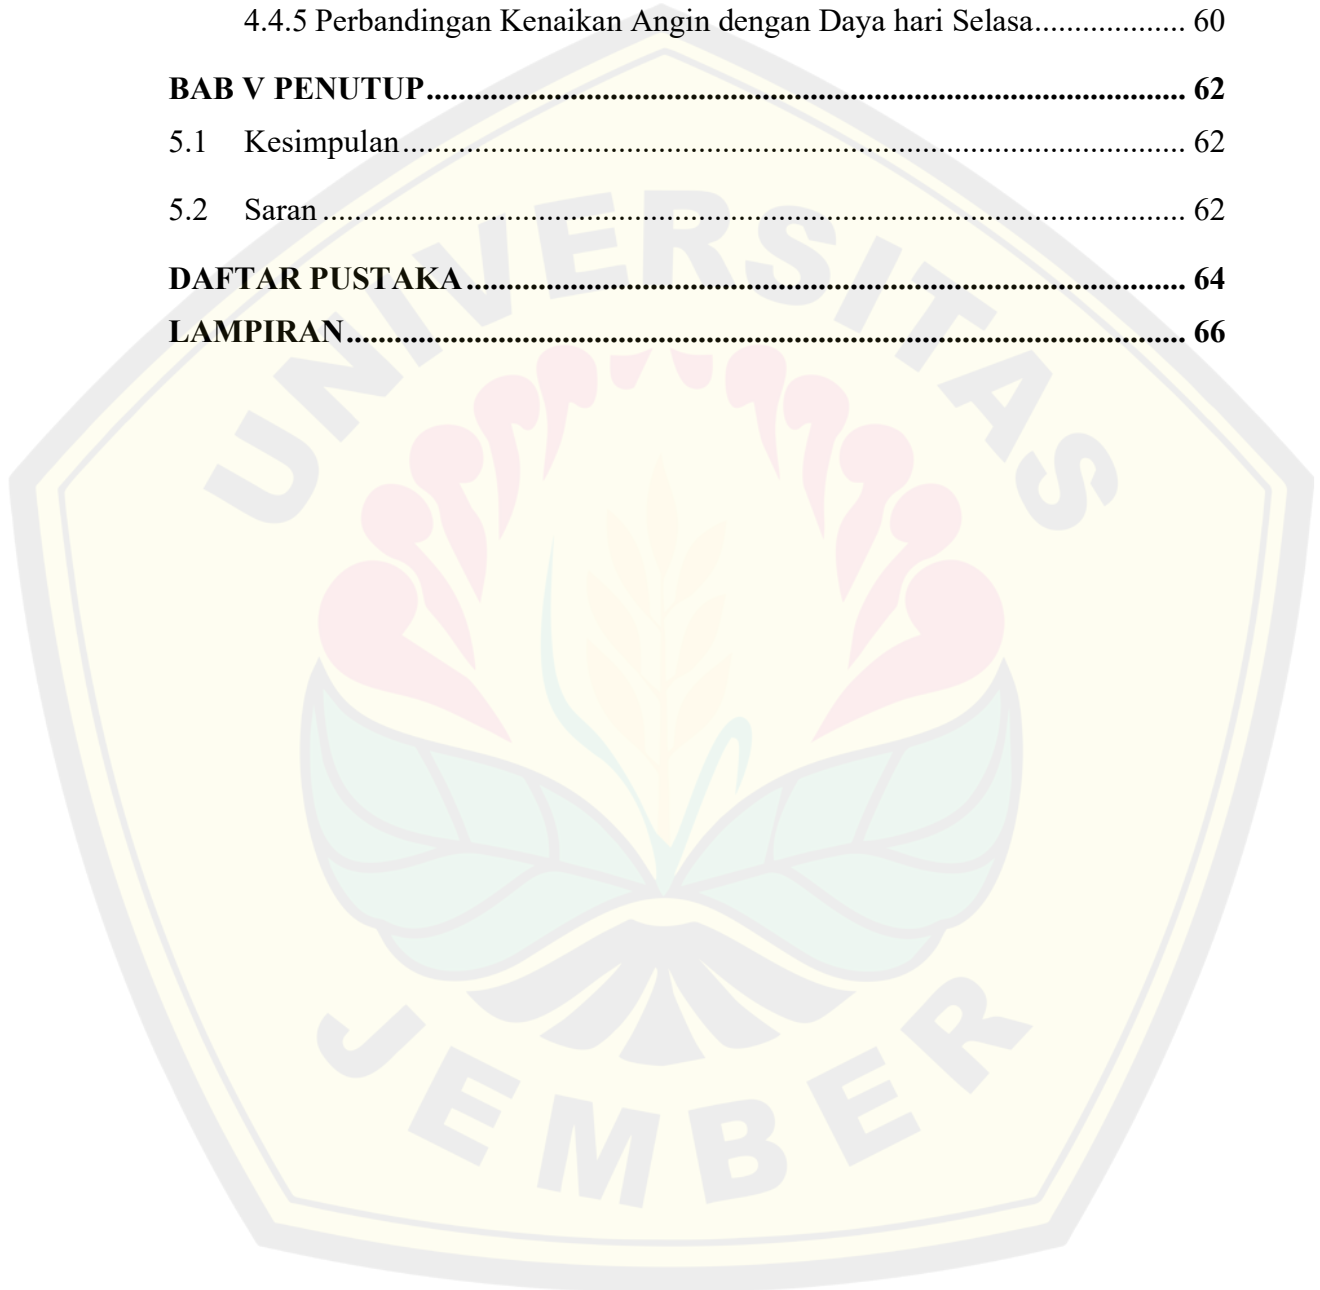 4.4.5 Perbandingan Kenaikan Angin dengan Daya hari Selasa................... 60
BAB V PENUTUP............................................................................................... 62
5.1 Kesimpulan.................................................................................................. 62
5.2 Saran............................................................................................................ 62
DAFTAR PUSTAKA.......................................................................................... 64
LAMPIRAN......................................................................................................... 66
UNIVERSITAS
JEMBER